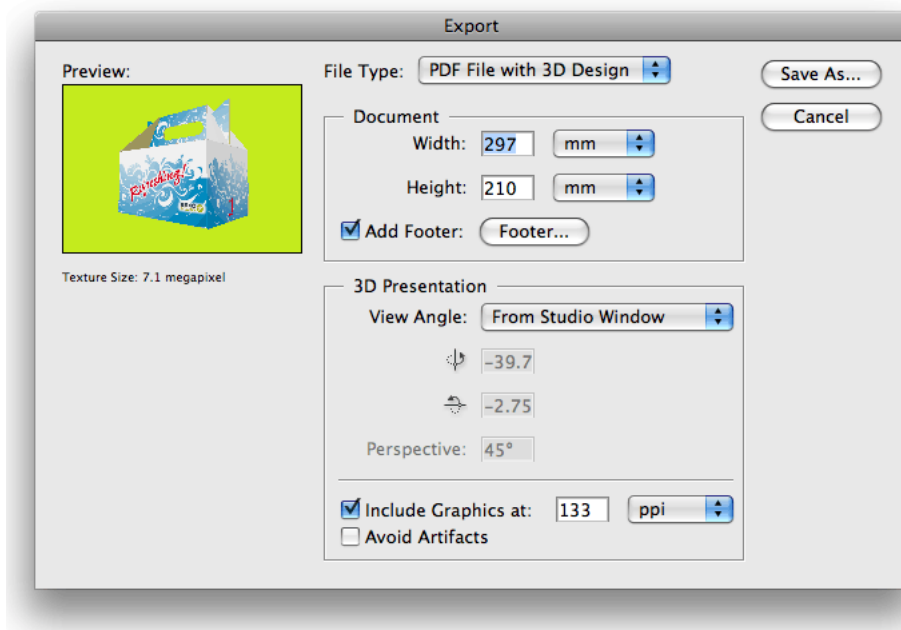 Export
Preview:
File Type: PDF File with 3D Design
Save As...
Cancel
Refreshing!
1
Texture Size: 7.1 megapixel
Document
Width: 297 mm
Height: 210 mm
Add Footer: Footer...
3D Presentation
View Angle: From Studio Window
-39.7
-2.75
Perspective: 45°
Include Graphics at: 133 ppi
Avoid Artifacts